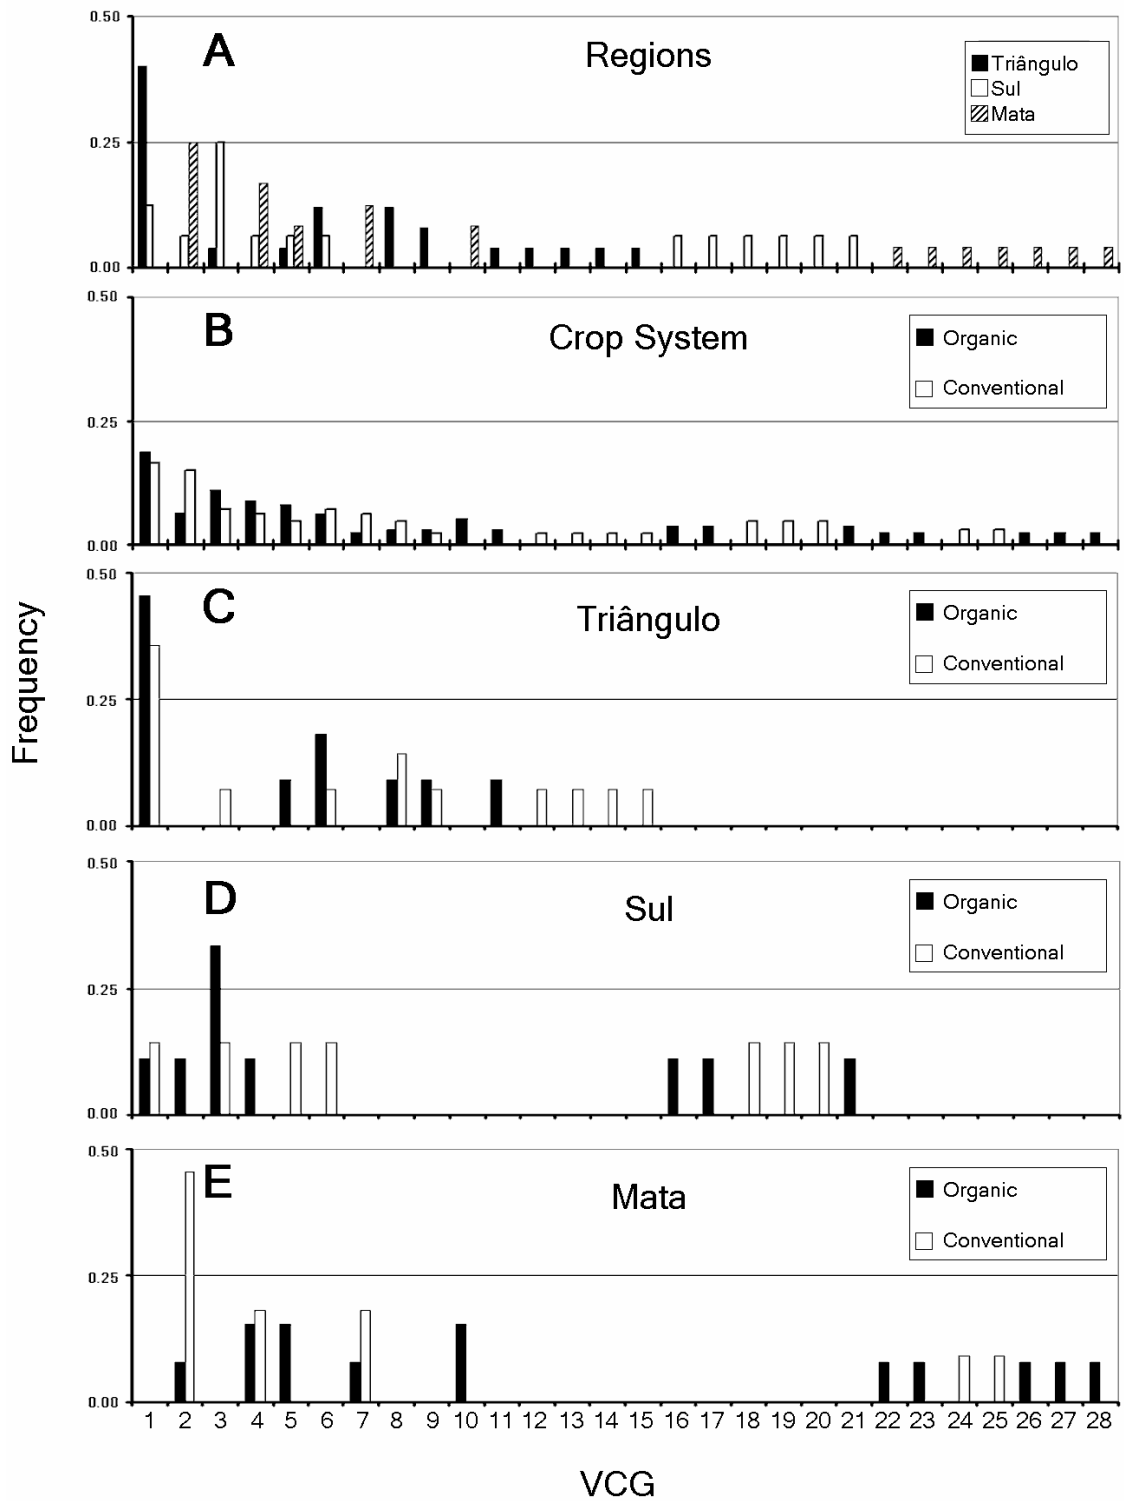 0.50
A
Regions
Triângulo
Sul
Mata
0.25
0.00
0.50
B
Crop System
Organic
Conventional
0.25
0.00
0.50
C
Triângulo
Organic
Conventional
0.25
0.00
Frequency
0.50
D
Sul
Organic
Conventional
0.25
0.00
0.50
E
Mata
Organic
Conventional
0.25
0.00
1 2 3 4 5 6 7 8 9 10 11 12 13 14 15 16 17 18 19 20 21 22 23 24 25 26 27 28
VCG